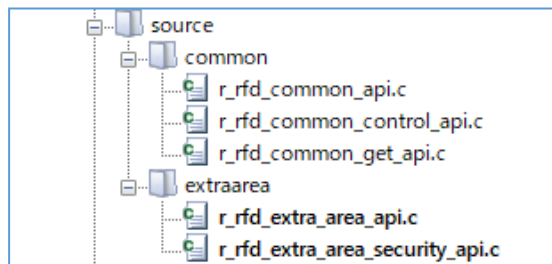 source
common
r_rfd_common_api.c
r_rfd_common_control_api.c
r_rfd_common_get_api.c
extraarea
r_rfd_extra_area_api.c
r_rfd_extra_area_security_api.c